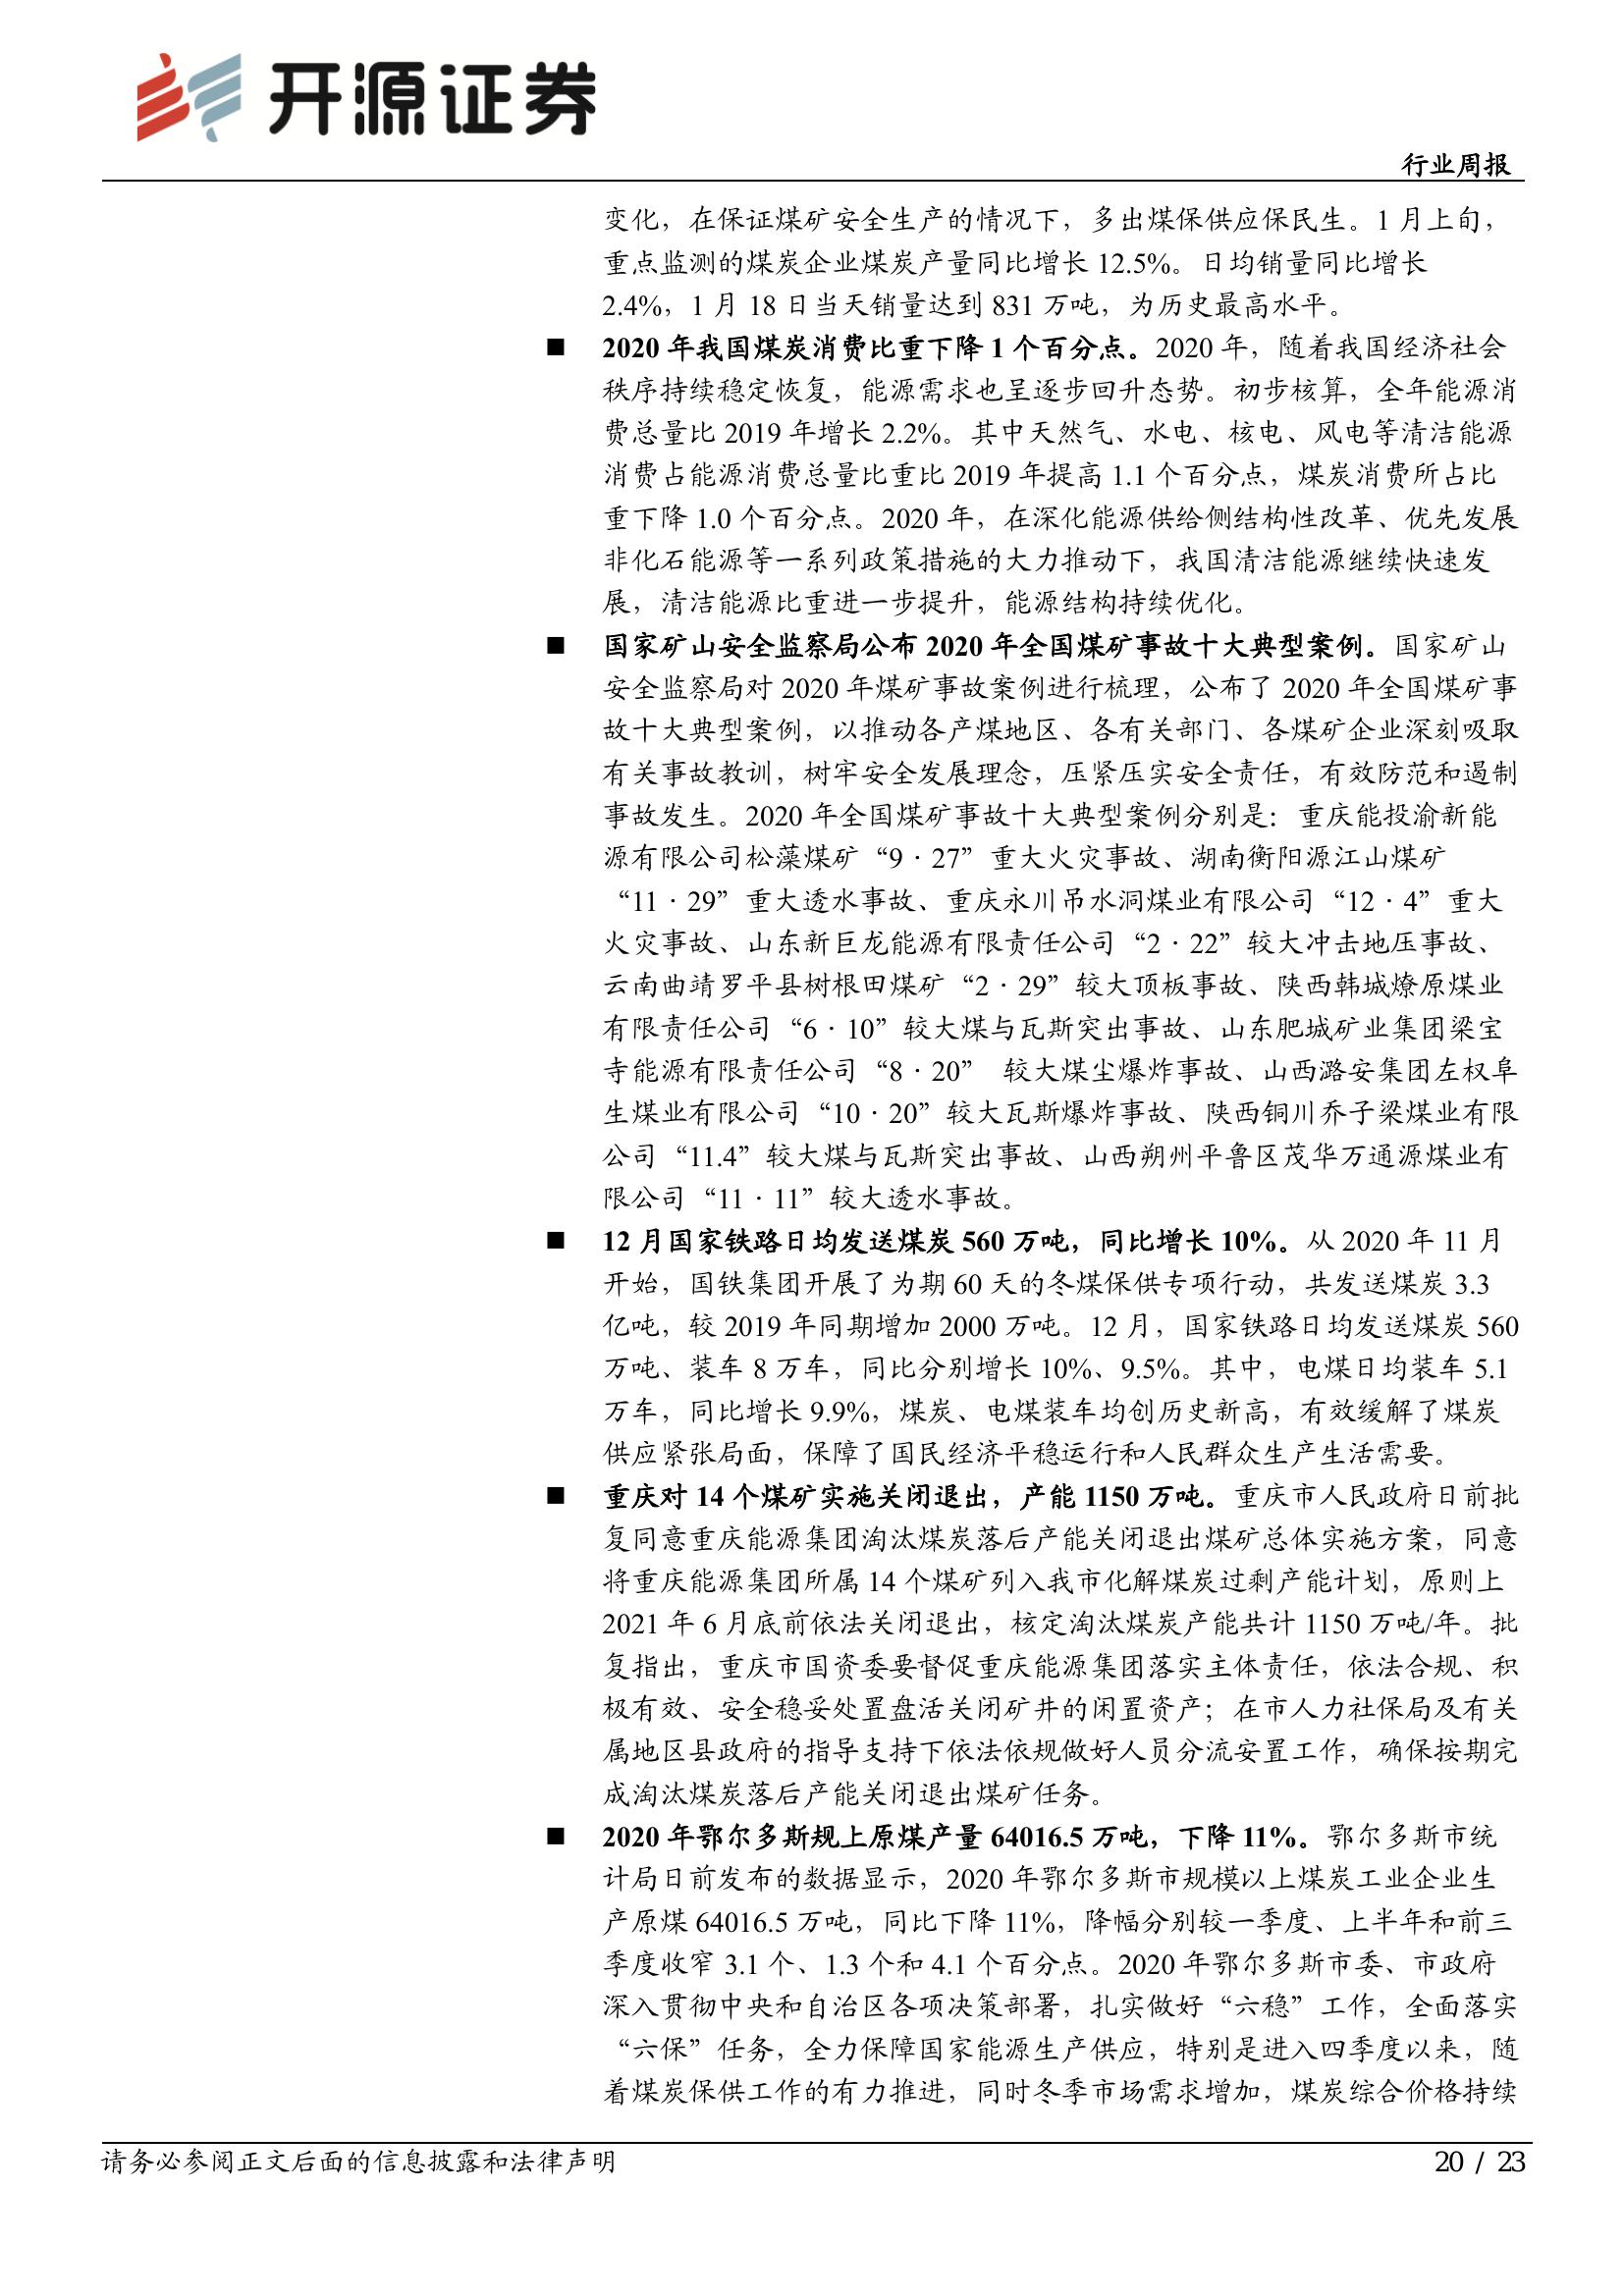 开源证券
行业周报
变化，在保证煤矿安全生产的情况下，多出煤保供应保民生。1 月上旬，
重点监测的煤炭企业煤炭产量同比增长 12.5%。日均销量同比增长
2.4%，1 月 18 日当天销量达到 831 万吨，为历史最高水平。
■ 2020 年我国煤炭消费比重下降 1 个百分点。2020 年，随着我国经济社会
秩序持续稳定恢复，能源需求也呈逐步回升态势。初步核算，全年能源消
费总量比 2019 年增长 2.2%。其中天然气、水电、核电、风电等清洁能源
消费占能源消费总量比重比 2019 年提高 1.1 个百分点，煤炭消费所占比
重下降 1.0 个百分点。2020 年，在深化能源供给侧结构性改革、优先发展
非化石能源等一系列政策措施的大力推动下，我国清洁能源继续快速发
展，清洁能源比重进一步提升，能源结构持续优化。
■ 国家矿山安全监察局公布 2020 年全国煤矿事故十大典型案例。国家矿山
安全监察局对 2020 年煤矿事故案例进行梳理，公布了 2020 年全国煤矿事
故十大典型案例，以推动各产煤地区、各有关部门、各煤矿企业深刻吸取
有关事故教训，树牢安全发展理念，压紧压实安全责任，有效防范和遏制
事故发生。2020 年全国煤矿事故十大典型案例分别是：重庆能投渝新能
源有限公司松藻煤矿“9·27”重大火灾事故、湖南衡阳源江山煤矿
“11·29”重大透水事故、重庆永川吊水洞煤业有限公司“12·4”重大
火灾事故、山东新巨龙能源有限责任公司“2·22”较大冲击地压事故、
云南曲靖罗平县树根田煤矿“2·29”较大顶板事故、陕西韩城燎原煤业
有限责任公司“6·10”较大煤与瓦斯突出事故、山东肥城矿业集团梁宝
寺能源有限责任公司“8·20” 较大煤尘爆炸事故、山西潞安集团左权阜
生煤业有限公司“10·20”较大瓦斯爆炸事故、陕西铜川乔子梁煤业有限
公司“11.4”较大煤与瓦斯突出事故、山西朔州平鲁区茂华万通源煤业有
限公司“11·11”较大透水事故。
■ 12 月国家铁路日均发送煤炭 560 万吨，同比增长 10%。从 2020 年 11 月
开始，国铁集团开展了为期 60 天的冬煤保供专项行动，共发送煤炭 3.3
亿吨，较 2019 年同期增加 2000 万吨。12 月，国家铁路日均发送煤炭 560
万吨、装车 8 万车，同比分别增长 10%、9.5%。其中，电煤日均装车 5.1
万车，同比增长 9.9%，煤炭、电煤装车均创历史新高，有效缓解了煤炭
供应紧张局面，保障了国民经济平稳运行和人民群众生产生活需要。
■ 重庆对 14 个煤矿实施关闭退出，产能 1150 万吨。重庆市人民政府日前批
复同意重庆能源集团淘汰煤炭落后产能关闭退出煤矿总体实施方案，同意
将重庆能源集团所属 14 个煤矿列入我市化解煤炭过剩产能计划，原则上
2021 年 6 月底前依法关闭退出，核定淘汰煤炭产能共计 1150 万吨/年。批
复指出，重庆市国资委要督促重庆能源集团落实主体责任，依法合规、积
极有效、安全稳妥处置盘活关闭矿井的闲置资产；在市人力社保局及有关
属地区县政府的指导支持下依法依规做好人员分流安置工作，确保按期完
成淘汰煤炭落后产能关闭退出煤矿任务。
■ 2020 年鄂尔多斯规上原煤产量 64016.5 万吨，下降 11%。鄂尔多斯市统
计局日前发布的数据显示，2020 年鄂尔多斯市规模以上煤炭工业企业生
产原煤 64016.5 万吨，同比下降 11%，降幅分别较一季度、上半年和前三
季度收窄 3.1 个、1.3 个和 4.1 个百分点。2020 年鄂尔多斯市委、市政府
深入贯彻中央和自治区各项决策部署，扎实做好“六稳”工作，全面落实
“六保”任务，全力保障国家能源生产供应，特别是进入四季度以来，随
着煤炭保供工作的有力推进，同时冬季市场需求增加，煤炭综合价格持续
请务必参阅正文后面的信息披露和法律声明
20 / 23